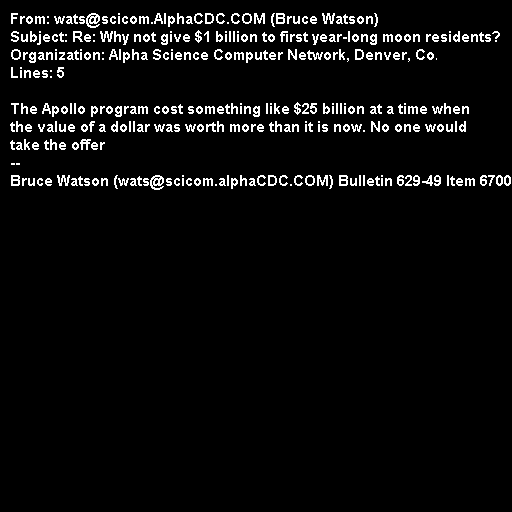 From: wats@scicom.AlphaCDC.COM (Bruce Watson)
Subject: Re: Why not give $1 billion to first year-long moon residents?
Organization: Alpha Science Computer Network, Denver, Co.
Lines: 5

The Apollo program cost something like $25 billion at a time when
the value of a dollar was worth more than it is now. No one would
take the offer
--
Bruce Watson (wats@scicom.alphaCDC.COM) Bulletin 629-49 Item 6700